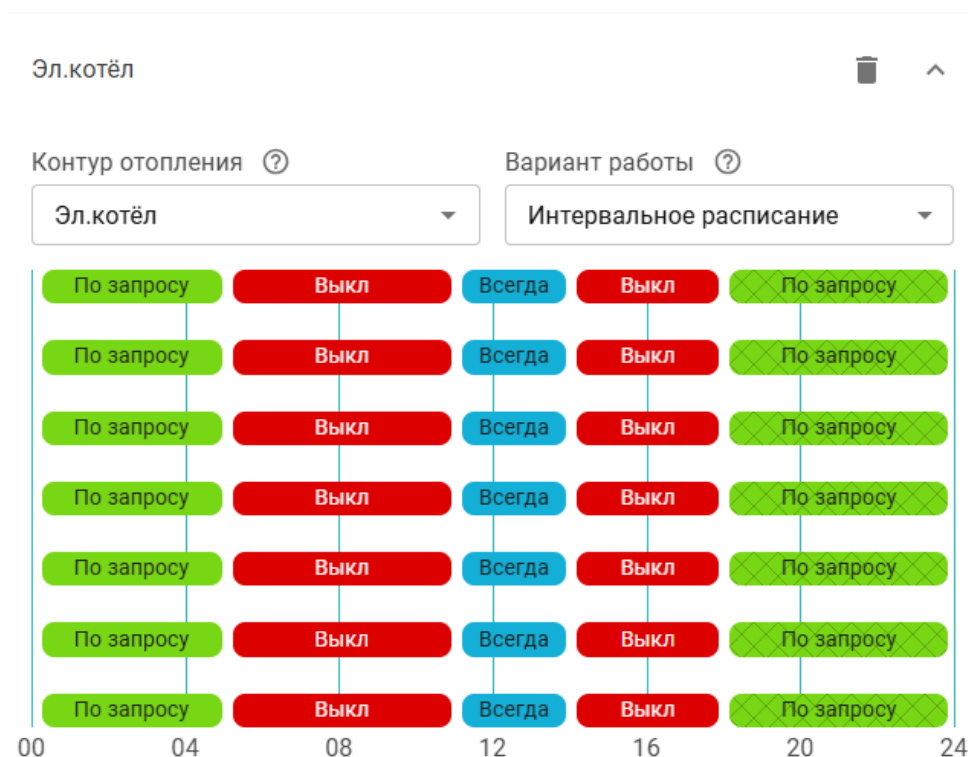 Эл.котёл
Контур отопления ? Вариант работы ?
Эл.котёл Интервальное расписание
По запросу Выкл Всегда Выкл По запросу
По запросу Выкл Всегда Выкл По запросу
По запросу Выкл Всегда Выкл По запросу
По запросу Выкл Всегда Выкл По запросу
По запросу Выкл Всегда Выкл По запросу
По запросу Выкл Всегда Выкл По запросу
По запросу Выкл Всегда Выкл По запросу
00 04 08 12 16 20 24